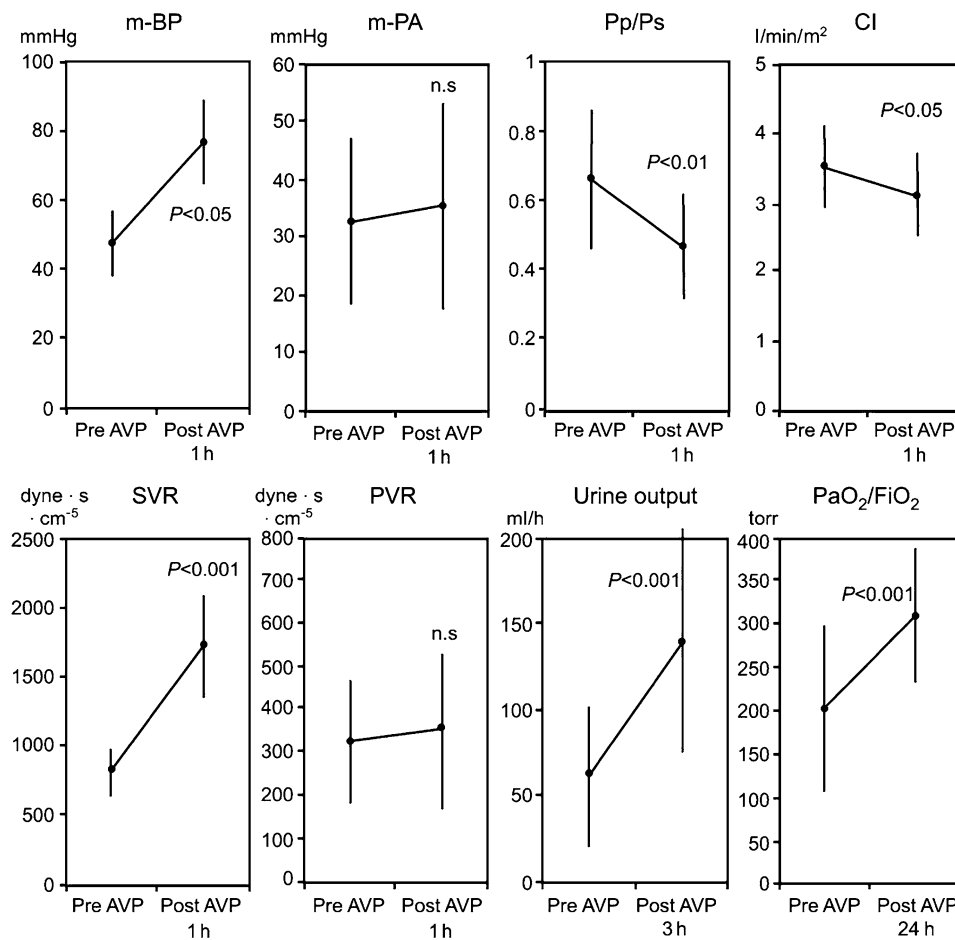 m-BP
mmHg
100
80
60
40
20
0
P<0.05
Pre AVP Post AVP
1 h
m-PA
mmHg
60
50
40
30
20
10
0
n.s
Pre AVP Post AVP
1 h
Pp/Ps
1
0.8
0.6
0.4
0.2
0
P<0.01
Pre AVP Post AVP
1 h
CI
l/min/m²
5
4
3
2
1
0
P<0.05
Pre AVP Post AVP
1 h
SVR
dyne · s
· cm⁻⁵
2500
2000
1500
1000
500
0
P<0.001
Pre AVP Post AVP
1 h
PVR
dyne · s
· cm⁻⁵
800
700
600
500
400
300
200
100
0
n.s
Pre AVP Post AVP
1 h
Urine output
ml/h
200
150
100
50
0
P<0.001
Pre AVP Post AVP
3 h
PaO₂/FiO₂
torr
400
350
300
250
200
150
100
50
0
P<0.001
Pre AVP Post AVP
24 h